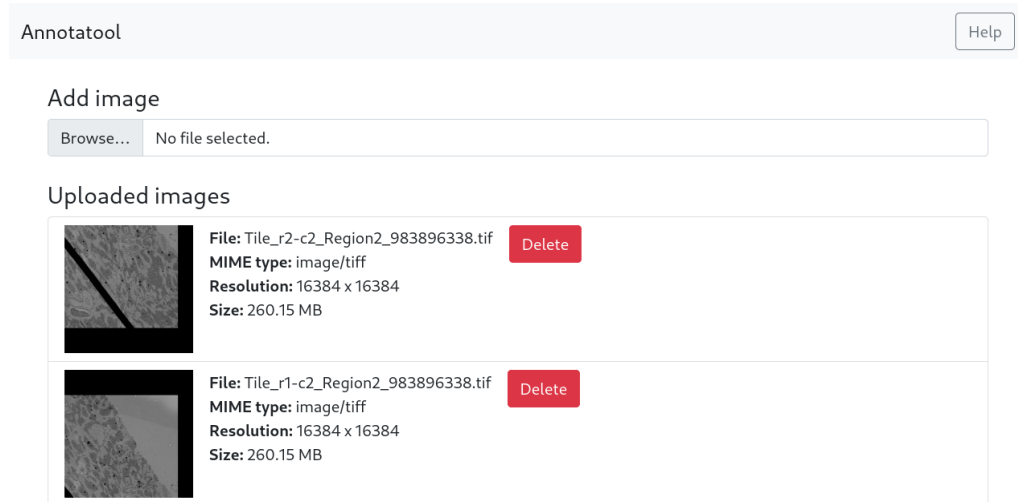 Annotatool
Help
Add image
Browse... No file selected.
Uploaded images
File: Tile_r2-c2_Region2_983896338.tif
Delete
MIME type: image/tiff
Resolution: 16384 x 16384
Size: 260.15 MB
File: Tile_r1-c2_Region2_983896338.tif
Delete
MIME type: image/tiff
Resolution: 16384 x 16384
Size: 260.15 MB